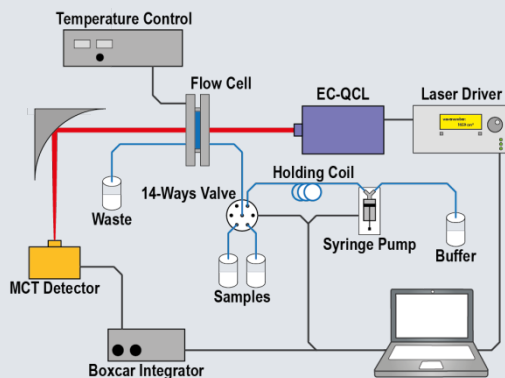 Temperature Control
Flow Cell
EC-QCL
Laser Driver
Holding Coil
14-Ways Valve
Waste
Syringe Pump
Buffer
MCT Detector
Samples
Boxcar Integrator